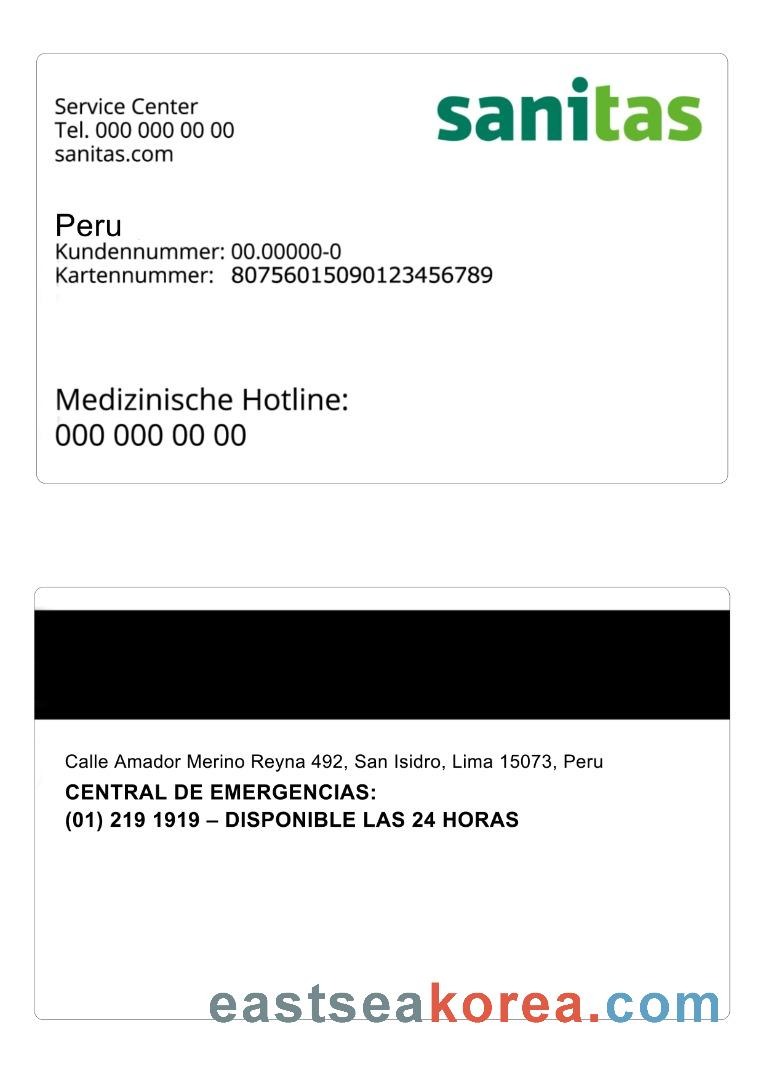 Service Center
Tel. 000 000 00 00
sanitas.com
sanitas
Peru
Kundennummer: 00.00000-0
Kartennummer: 80756015090123456789
Medizinische Hotline:
000 000 00 00
Calle Amador Merino Reyna 492, San Isidro, Lima 15073, Peru
CENTRAL DE EMERGENCIAS:
(01) 219 1919 – DISPONIBLE LAS 24 HORAS
eastseakorea.com